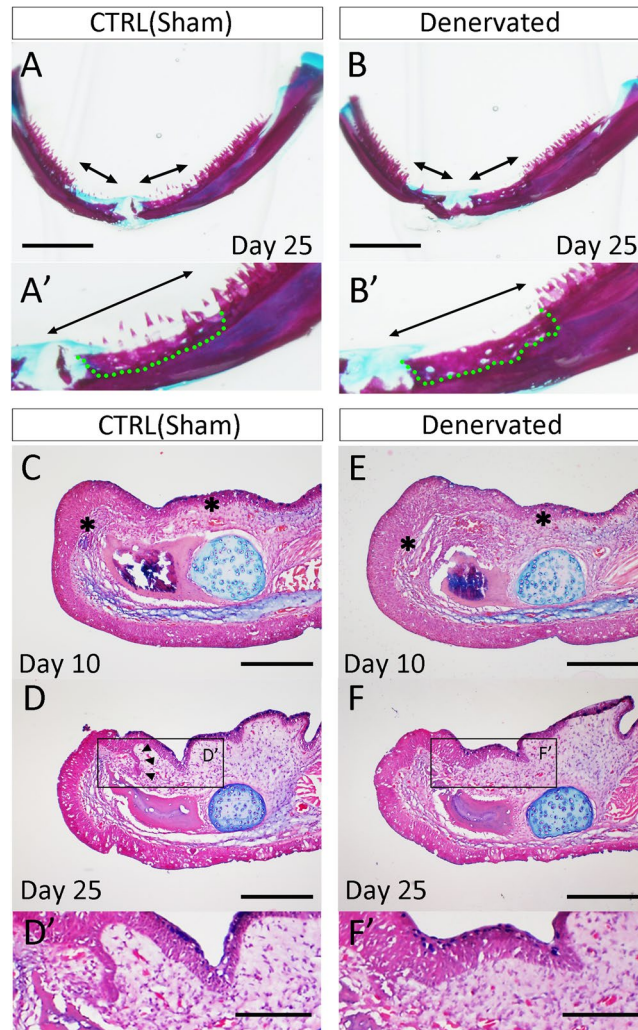 CTRL(Sham) Denervated
A B
Day 25 Day 25
A’ B’
CTRL(Sham) Denervated
C E
* *
* *
Day 10 Day 10
D F
D’ F’
Day 25 Day 25
D’ F’